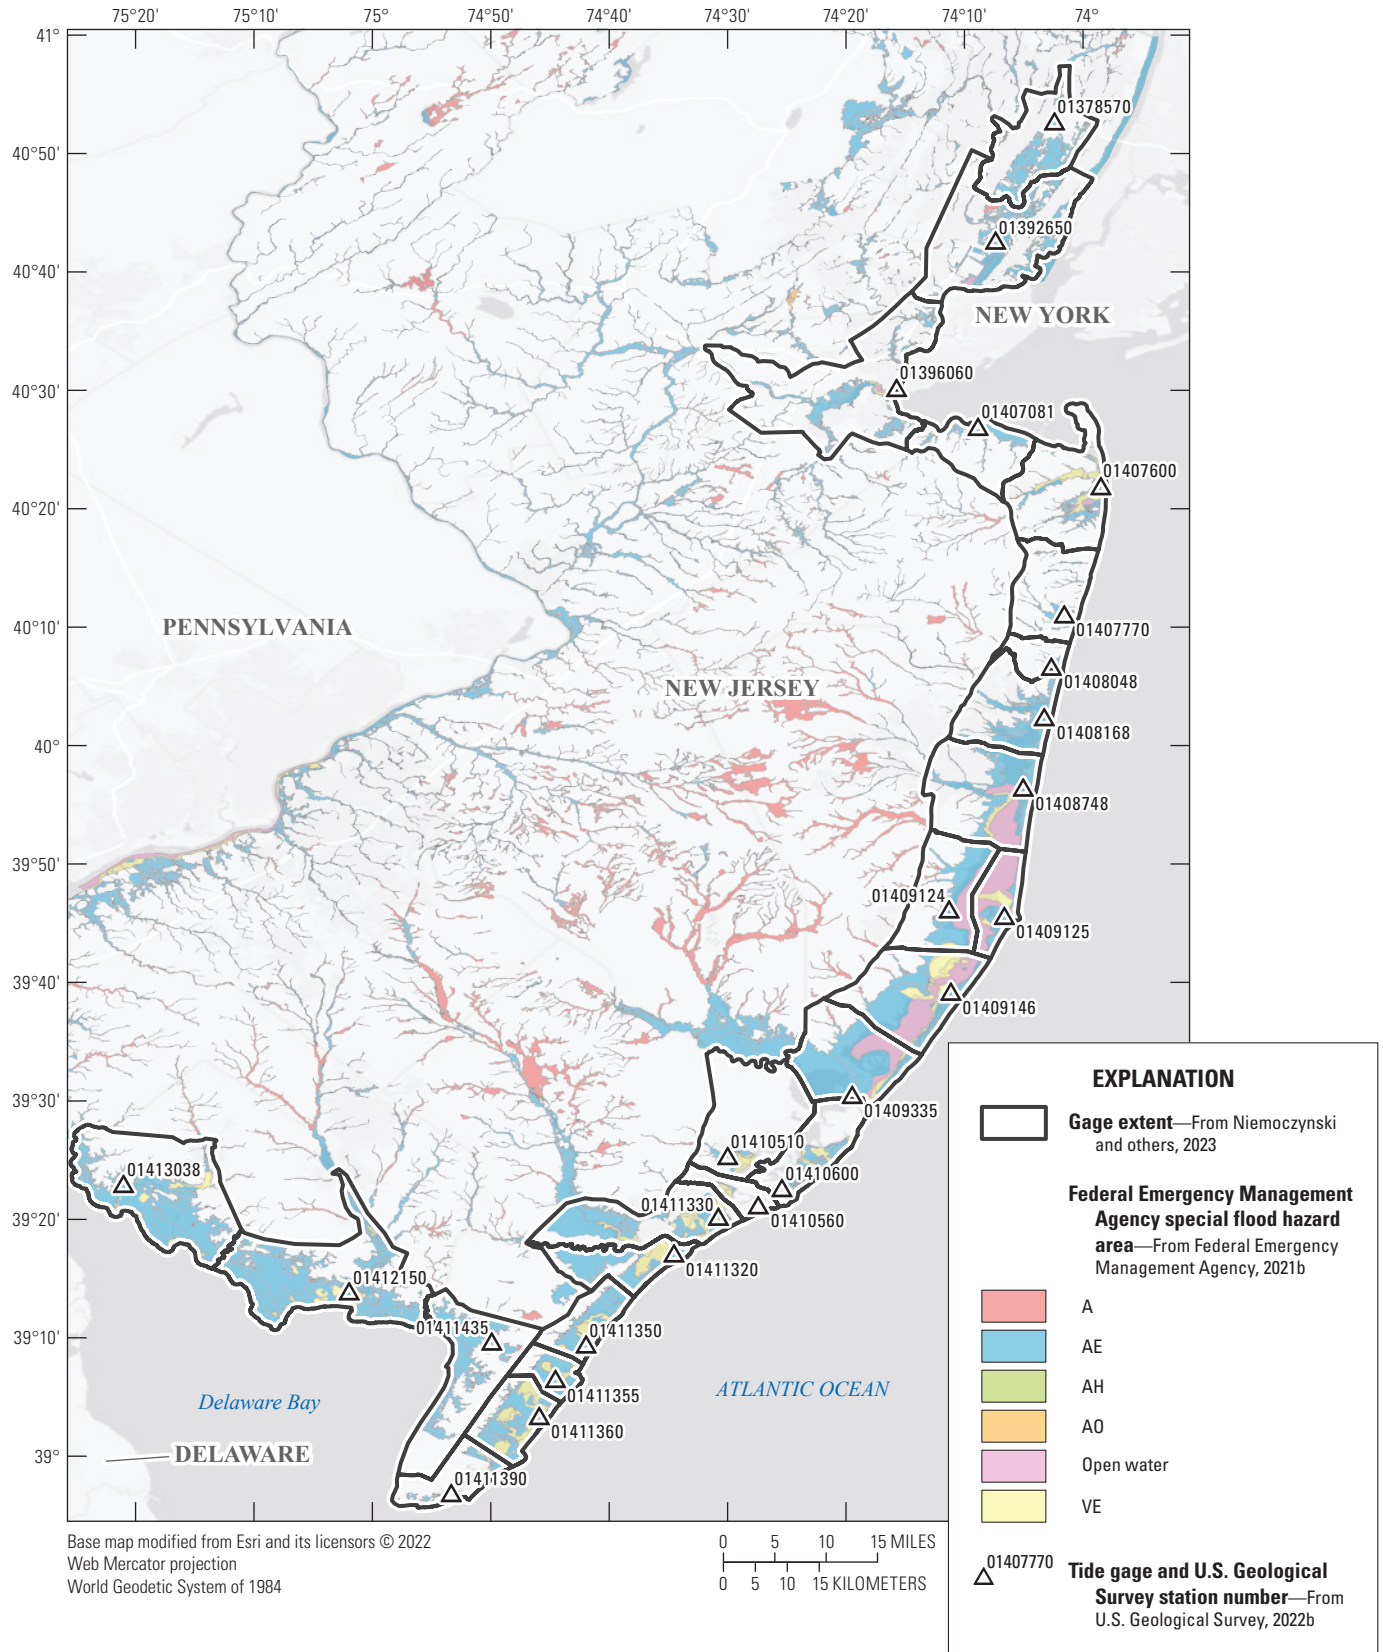 75°20' 75°10' 75° 74°50' 74°40' 74°30' 74°20' 74°10' 74°
41°
40°50'
40°40'
40°30'
40°20'
40°10'
40°
39°50'
39°40'
39°30'
39°20'
39°10'
39°
01378570
01392650
NEW YORK
01396060
01407081
01407600
PENNSYLVANIA
01407770
NEW JERSEY
01408048
01408168
01408748
01409124
01409125
01409146
01409335
01410510
01413038
01410600
01411330
01410560
01411320
01412150
01411435
01411350
01411355
01411360
01411390
Delaware Bay
ATLANTIC OCEAN
DELAWARE
EXPLANATION
Gage extent—From Niemoczynski
and others, 2023
Federal Emergency Management
Agency special flood hazard
area—From Federal Emergency
Management Agency, 2021b
A
AE
AH
AO
Open water
VE
01407770
Tide gage and U.S. Geological
Survey station number—From
U.S. Geological Survey, 2022b
Base map modified from Esri and its licensors © 2022
Web Mercator projection
World Geodetic System of 1984
0 5 10 15 MILES
0 5 10 15 KILOMETERS